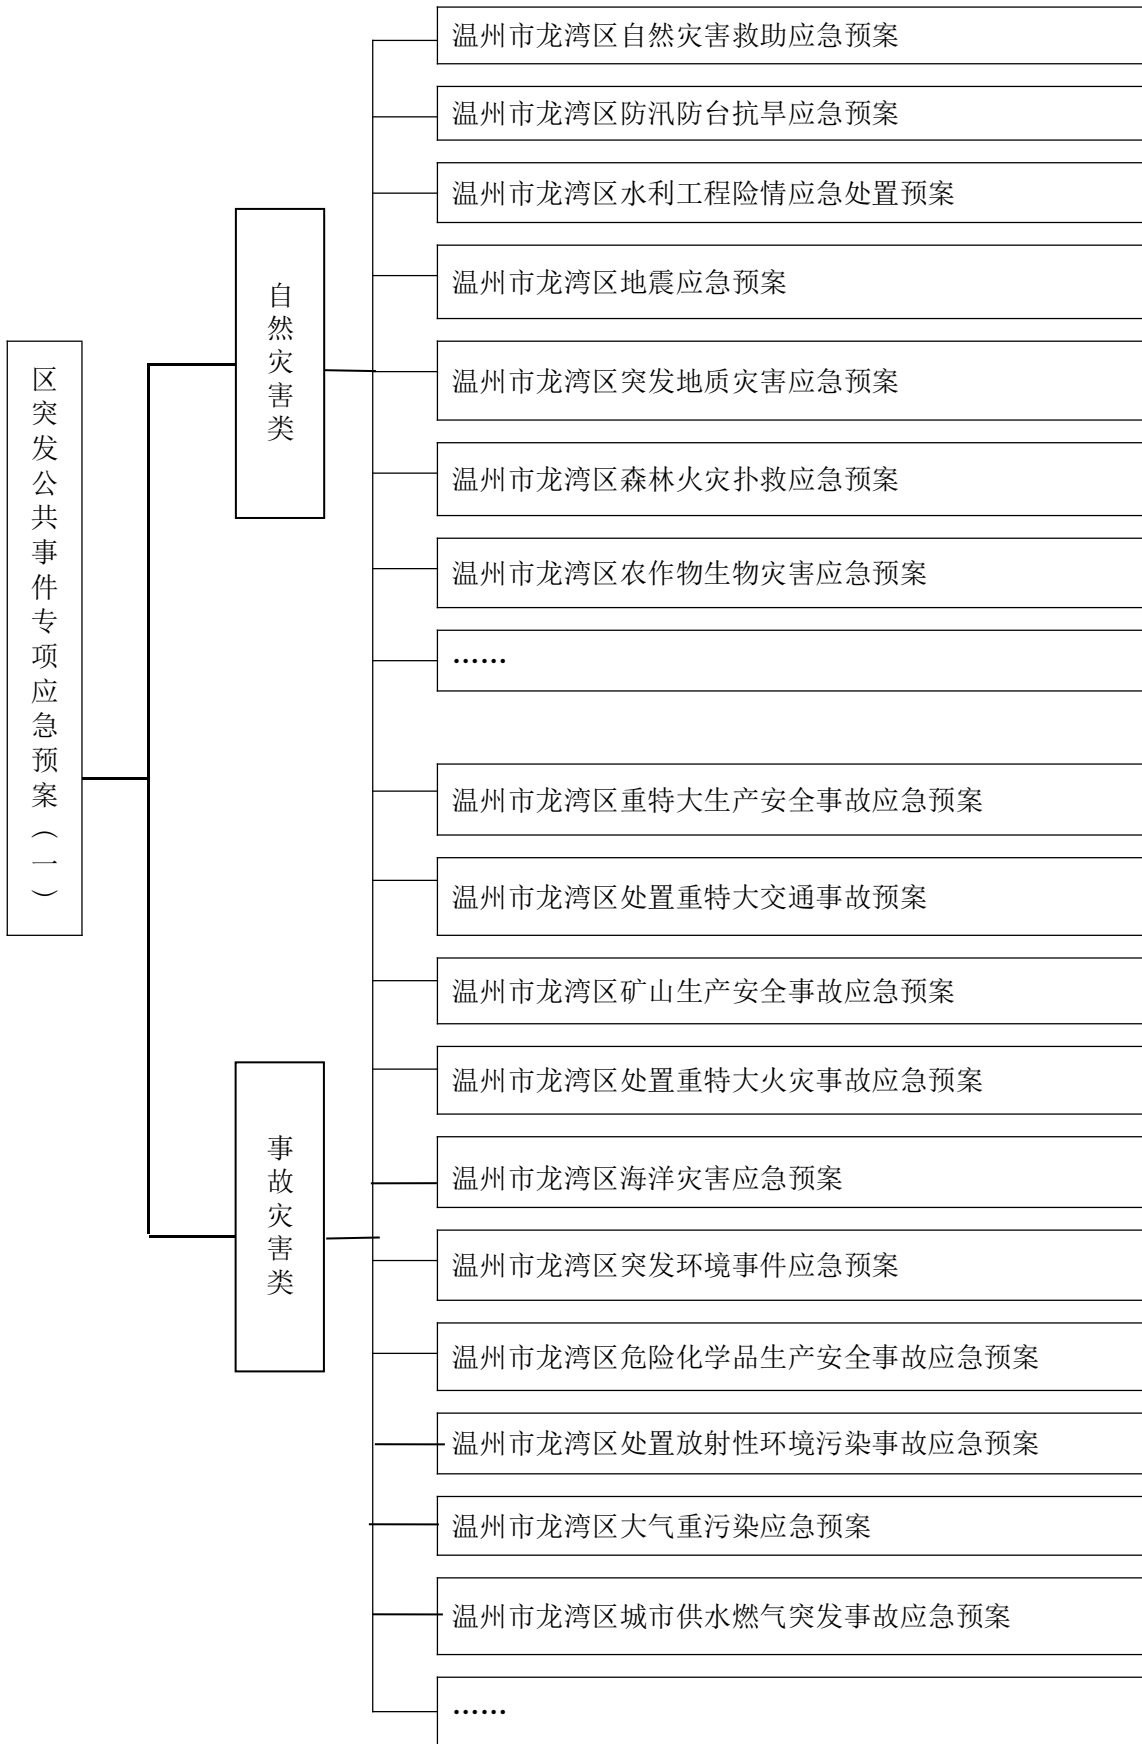 区突发公共事件专项应急预案（一）
自然灾害类
温州市龙湾区自然灾害救助应急预案
温州市龙湾区防汛防台抗旱应急预案
温州市龙湾区水利工程险情应急处置预案
温州市龙湾区地震应急预案
温州市龙湾区突发地质灾害应急预案
温州市龙湾区森林火灾扑救应急预案
温州市龙湾区农作物生物灾害应急预案
……
事故灾害类
温州市龙湾区重特大生产安全事故应急预案
温州市龙湾区处置重特大交通事故预案
温州市龙湾区矿山生产安全事故应急预案
温州市龙湾区处置重特大火灾事故应急预案
温州市龙湾区海洋灾害应急预案
温州市龙湾区突发环境事件应急预案
温州市龙湾区危险化学品生产安全事故应急预案
温州市龙湾区处置放射性环境污染事故应急预案
温州市龙湾区大气重污染应急预案
温州市龙湾区城市供水燃气突发事故应急预案
……